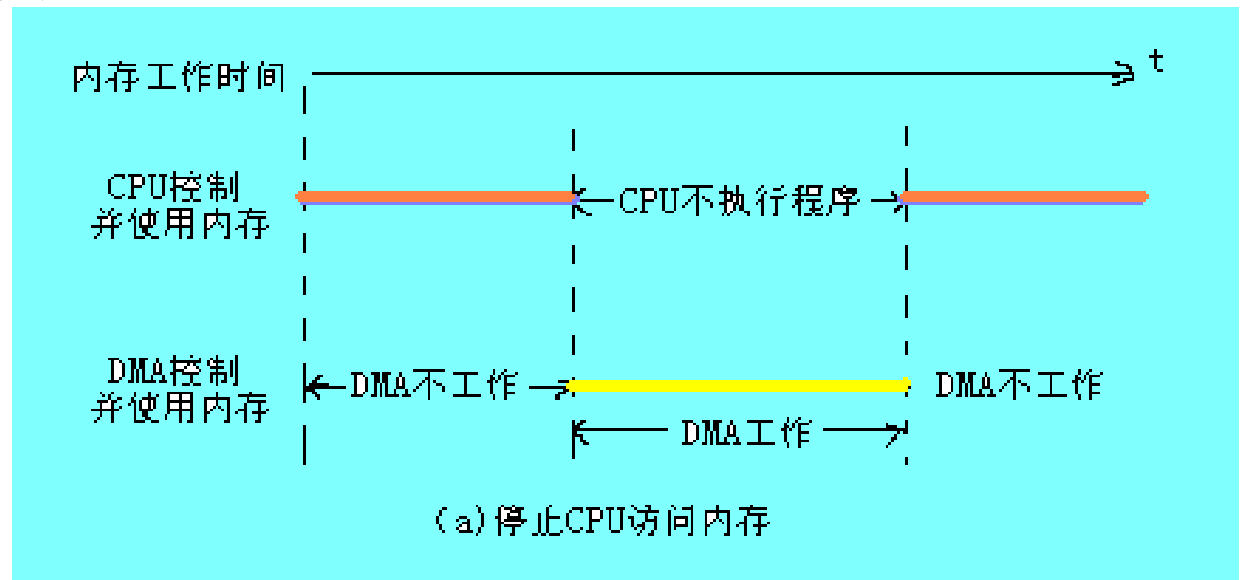 内存工作时间
t
CPU控制
并使用内存
CPU不执行程序
DMA控制
并使用内存
DMA不工作
DMA不工作
DMA工作
(a)停止CPU访问内存